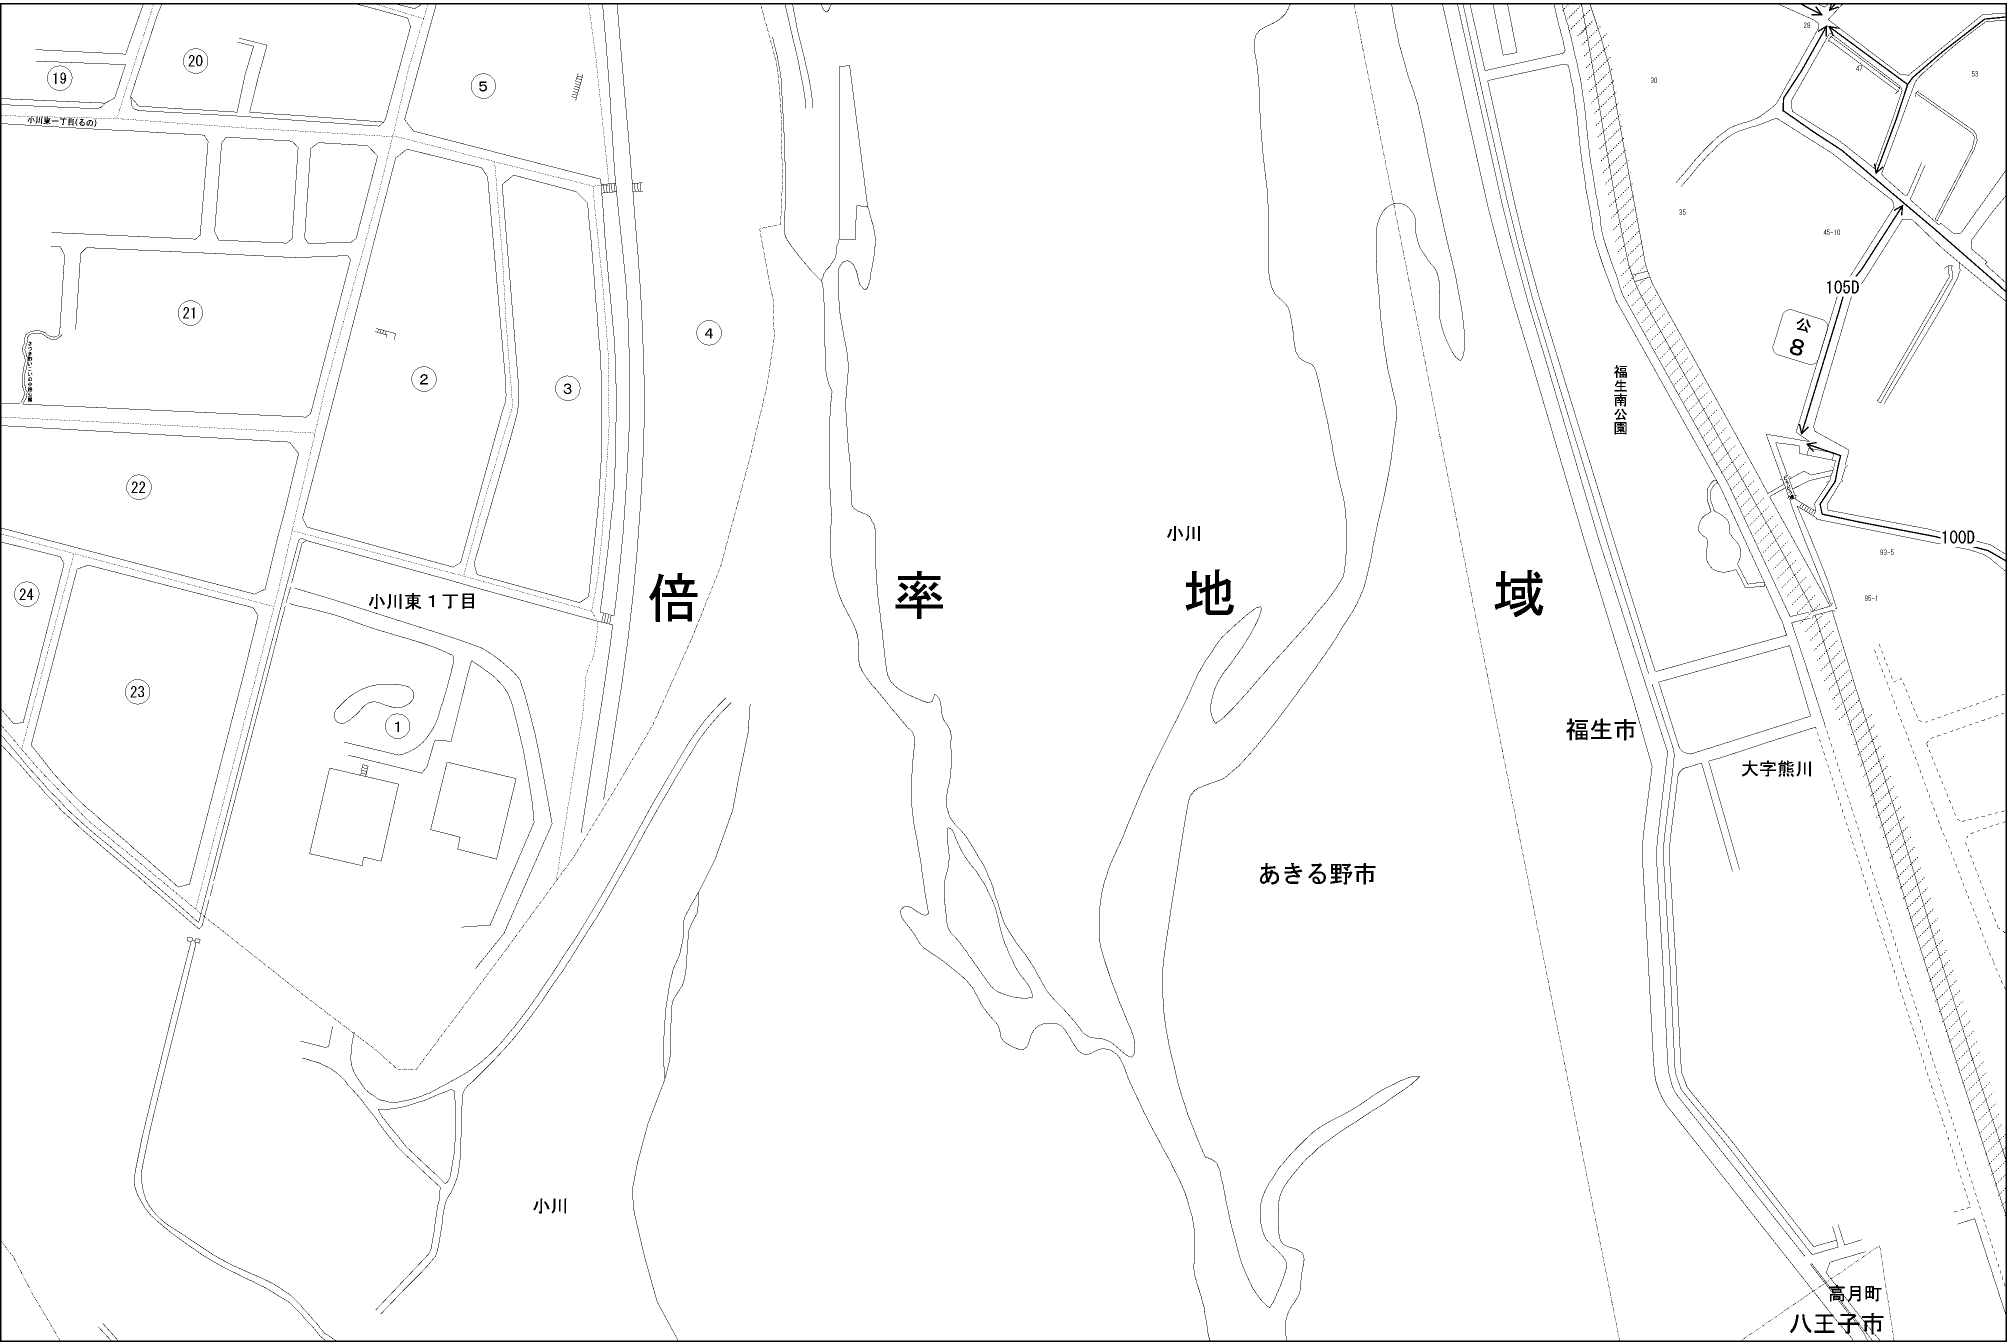 28
20
19
47
53
30
5
小川東一丁目(るの)
35
45-10
105D
21
公
8
4
2
3
福生南公園
22
小川
100D
93-5
24
小川東1丁目
倍率地域
95-1
23
1
福生市
大字熊川
あきる野市
小川
高月町
八王子市